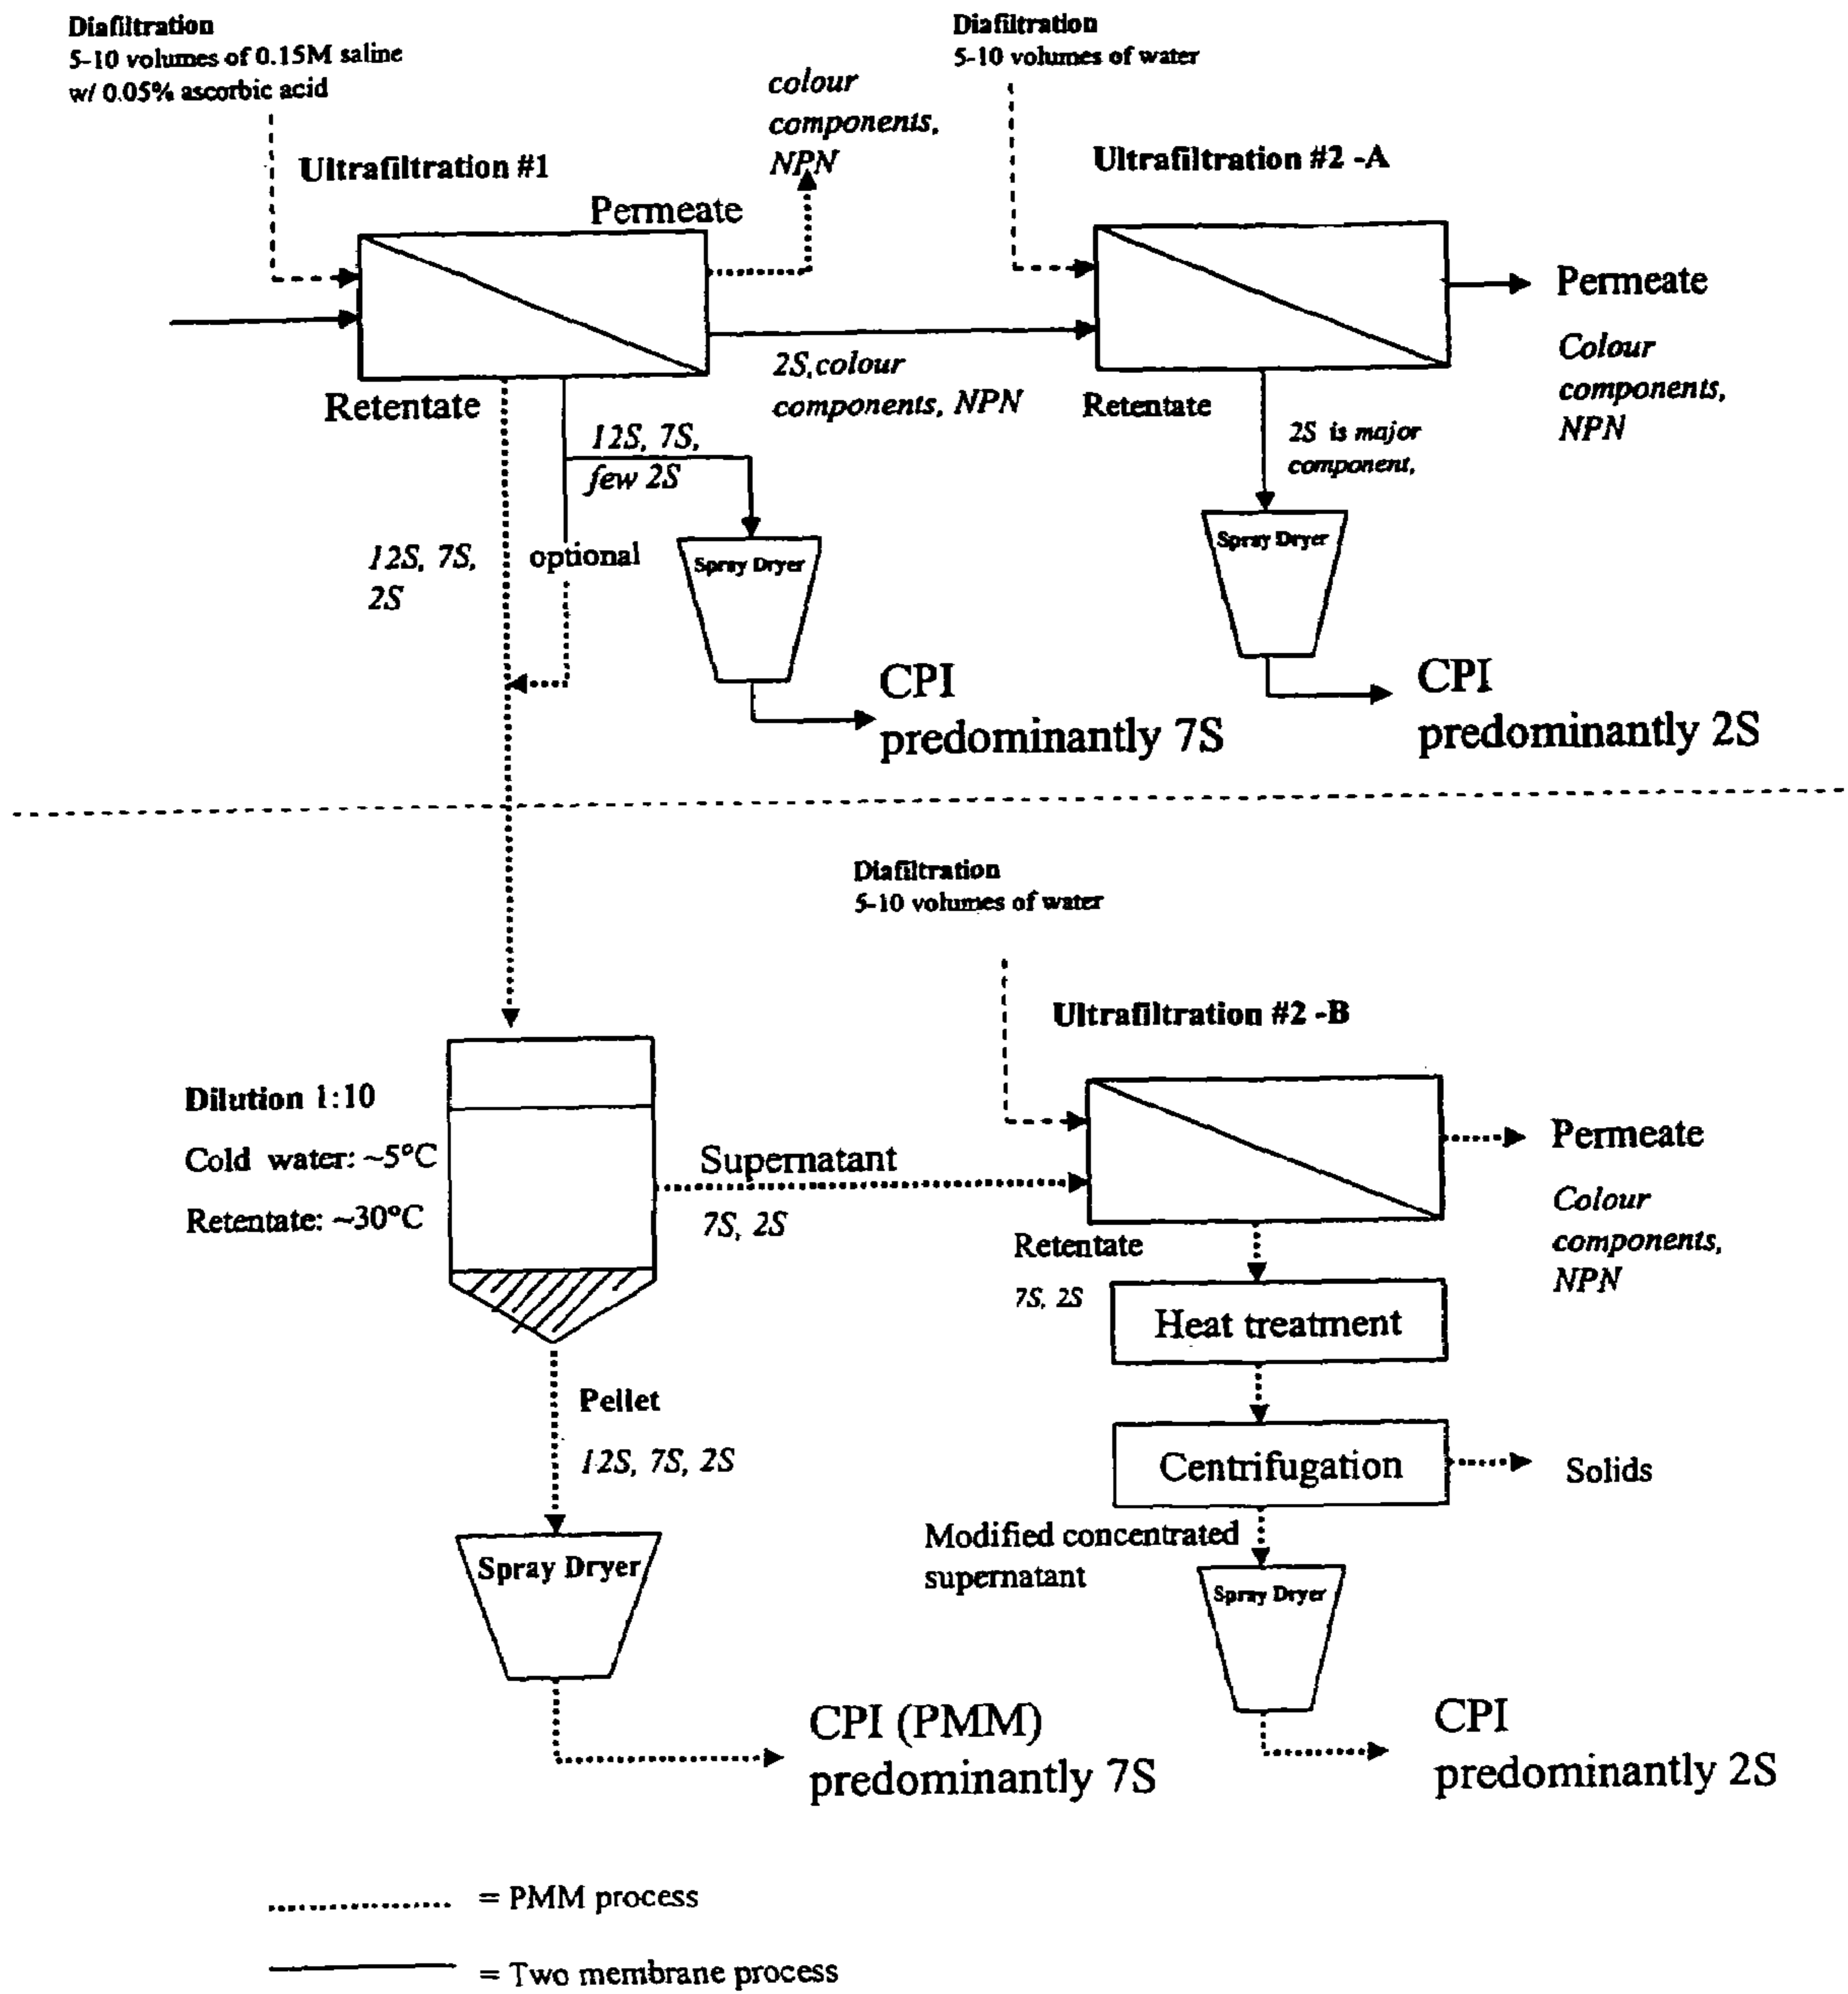 Diafiltration
5-10 volumes of 0.15M saline
w/ 0.05% ascorbic acid
Diafiltration
5-10 volumes of water
colour
components,
NPN
Ultrafiltration #1
Ultrafiltration #2 -A
Permeate
Permeate
Colour
components,
NPN
2S,colour
components, NPN
Retentate
Retentate
12S, 7S,
few 2S
2S is major
component,
12S, 7S,
2S
optional
Spray Dryer
Spray Dryer
CPI
predominantly 7S
CPI
predominantly 2S
Diafiltration
5-10 volumes of water
Ultrafiltration #2 -B
Dilution 1:10
Cold water: ~5°C
Retentate: ~30°C
Supernatant
7S, 2S
Permeate
Colour
components,
NPN
Retentate
7S, 2S
Heat treatment
Pellet
12S, 7S, 2S
Centrifugation
Solids
Modified concentrated
supernatant
Spray Dryer
Spray Dryer
CPI (PMM)
predominantly 7S
CPI
predominantly 2S
= PMM process
= Two membrane process